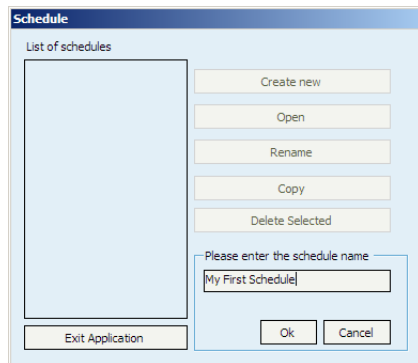 Schedule
List of schedules
Create new
Open
Rename
Copy
Delete Selected
Please enter the schedule name
My First Schedule
Ok
Cancel
Exit Application